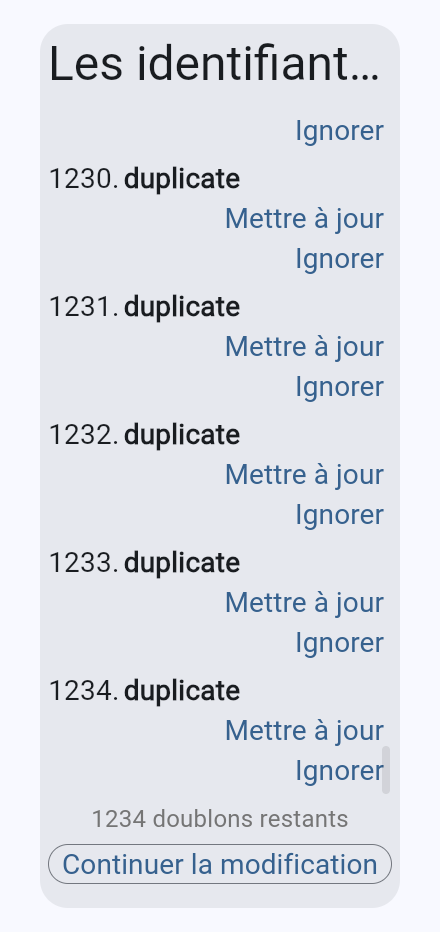 Les identifiant...
Ignorer
1230. duplicate
Mettre à jour
Ignorer
1231. duplicate
Mettre à jour
Ignorer
1232. duplicate
Mettre à jour
Ignorer
1233. duplicate
Mettre à jour
Ignorer
1234. duplicate
Mettre à jour
Ignorer
1234 doublons restants
Continuer la modification